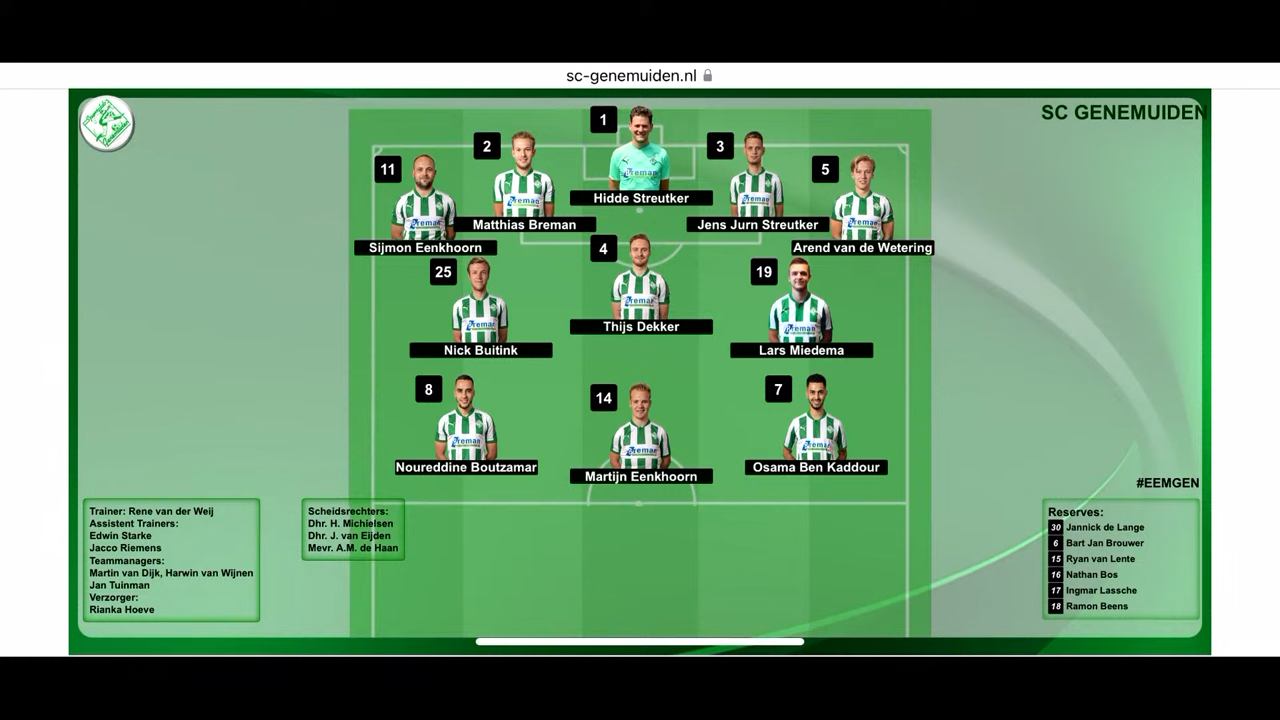 sc-genemuiden.nl
SC GENEMUIDEN
1
Hidde Streutker
2
Matthias Breman
3
Jens Jurn Streutker
11
Sijmon Eenkhoorn
5
Arend van de Wetering
4
Thijs Dekker
25
Nick Buitink
19
Lars Miedema
8
Noureddine Boutzamar
14
Martijn Eenkhoorn
7
Osama Ben Kaddour
#EEMGEN
Trainer: Rene van der Weij
Assistent Trainers:
Edwin Starke
Jacco Riemens
Teammanagers:
Martin van Dijk, Harwin van Wijnen
Jan Tuinman
Verzorger:
Rianka Hoeve
Scheidsrechters:
Dhr. H. Michielsen
Dhr. J. van Eijden
Mevr. A.M. de Haan
Reserves:
30 Jannick de Lange
6 Bart Jan Brouwer
15 Ryan van Lente
16 Nathan Bos
17 Ingmar Lassche
18 Ramon Beens